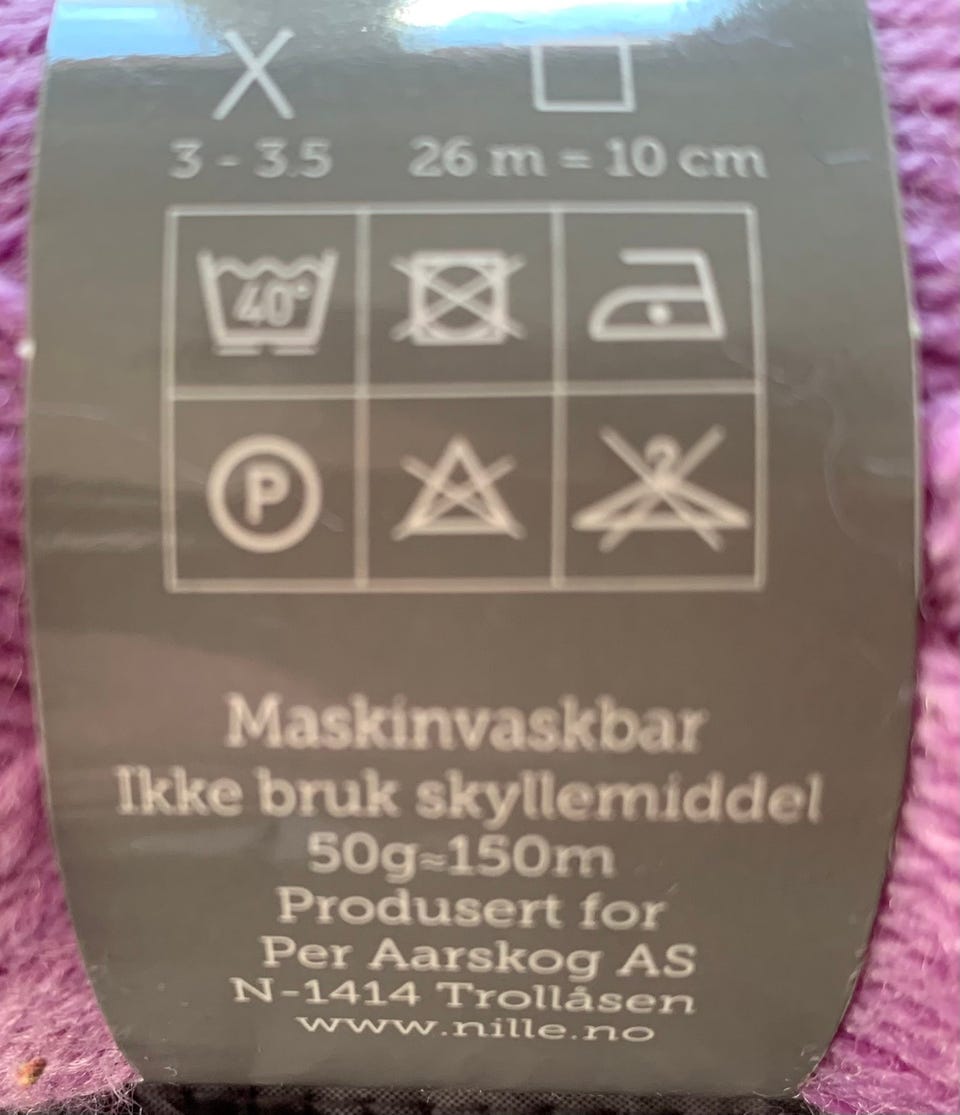 3 - 3.5 26 m = 10 cm
40°
P
Maskinvaskbar
Ikke bruk skyllemiddel
50g≈150m
Produsert for
Per Aarskog AS
N-1414 Trollåsen
www.nille.no